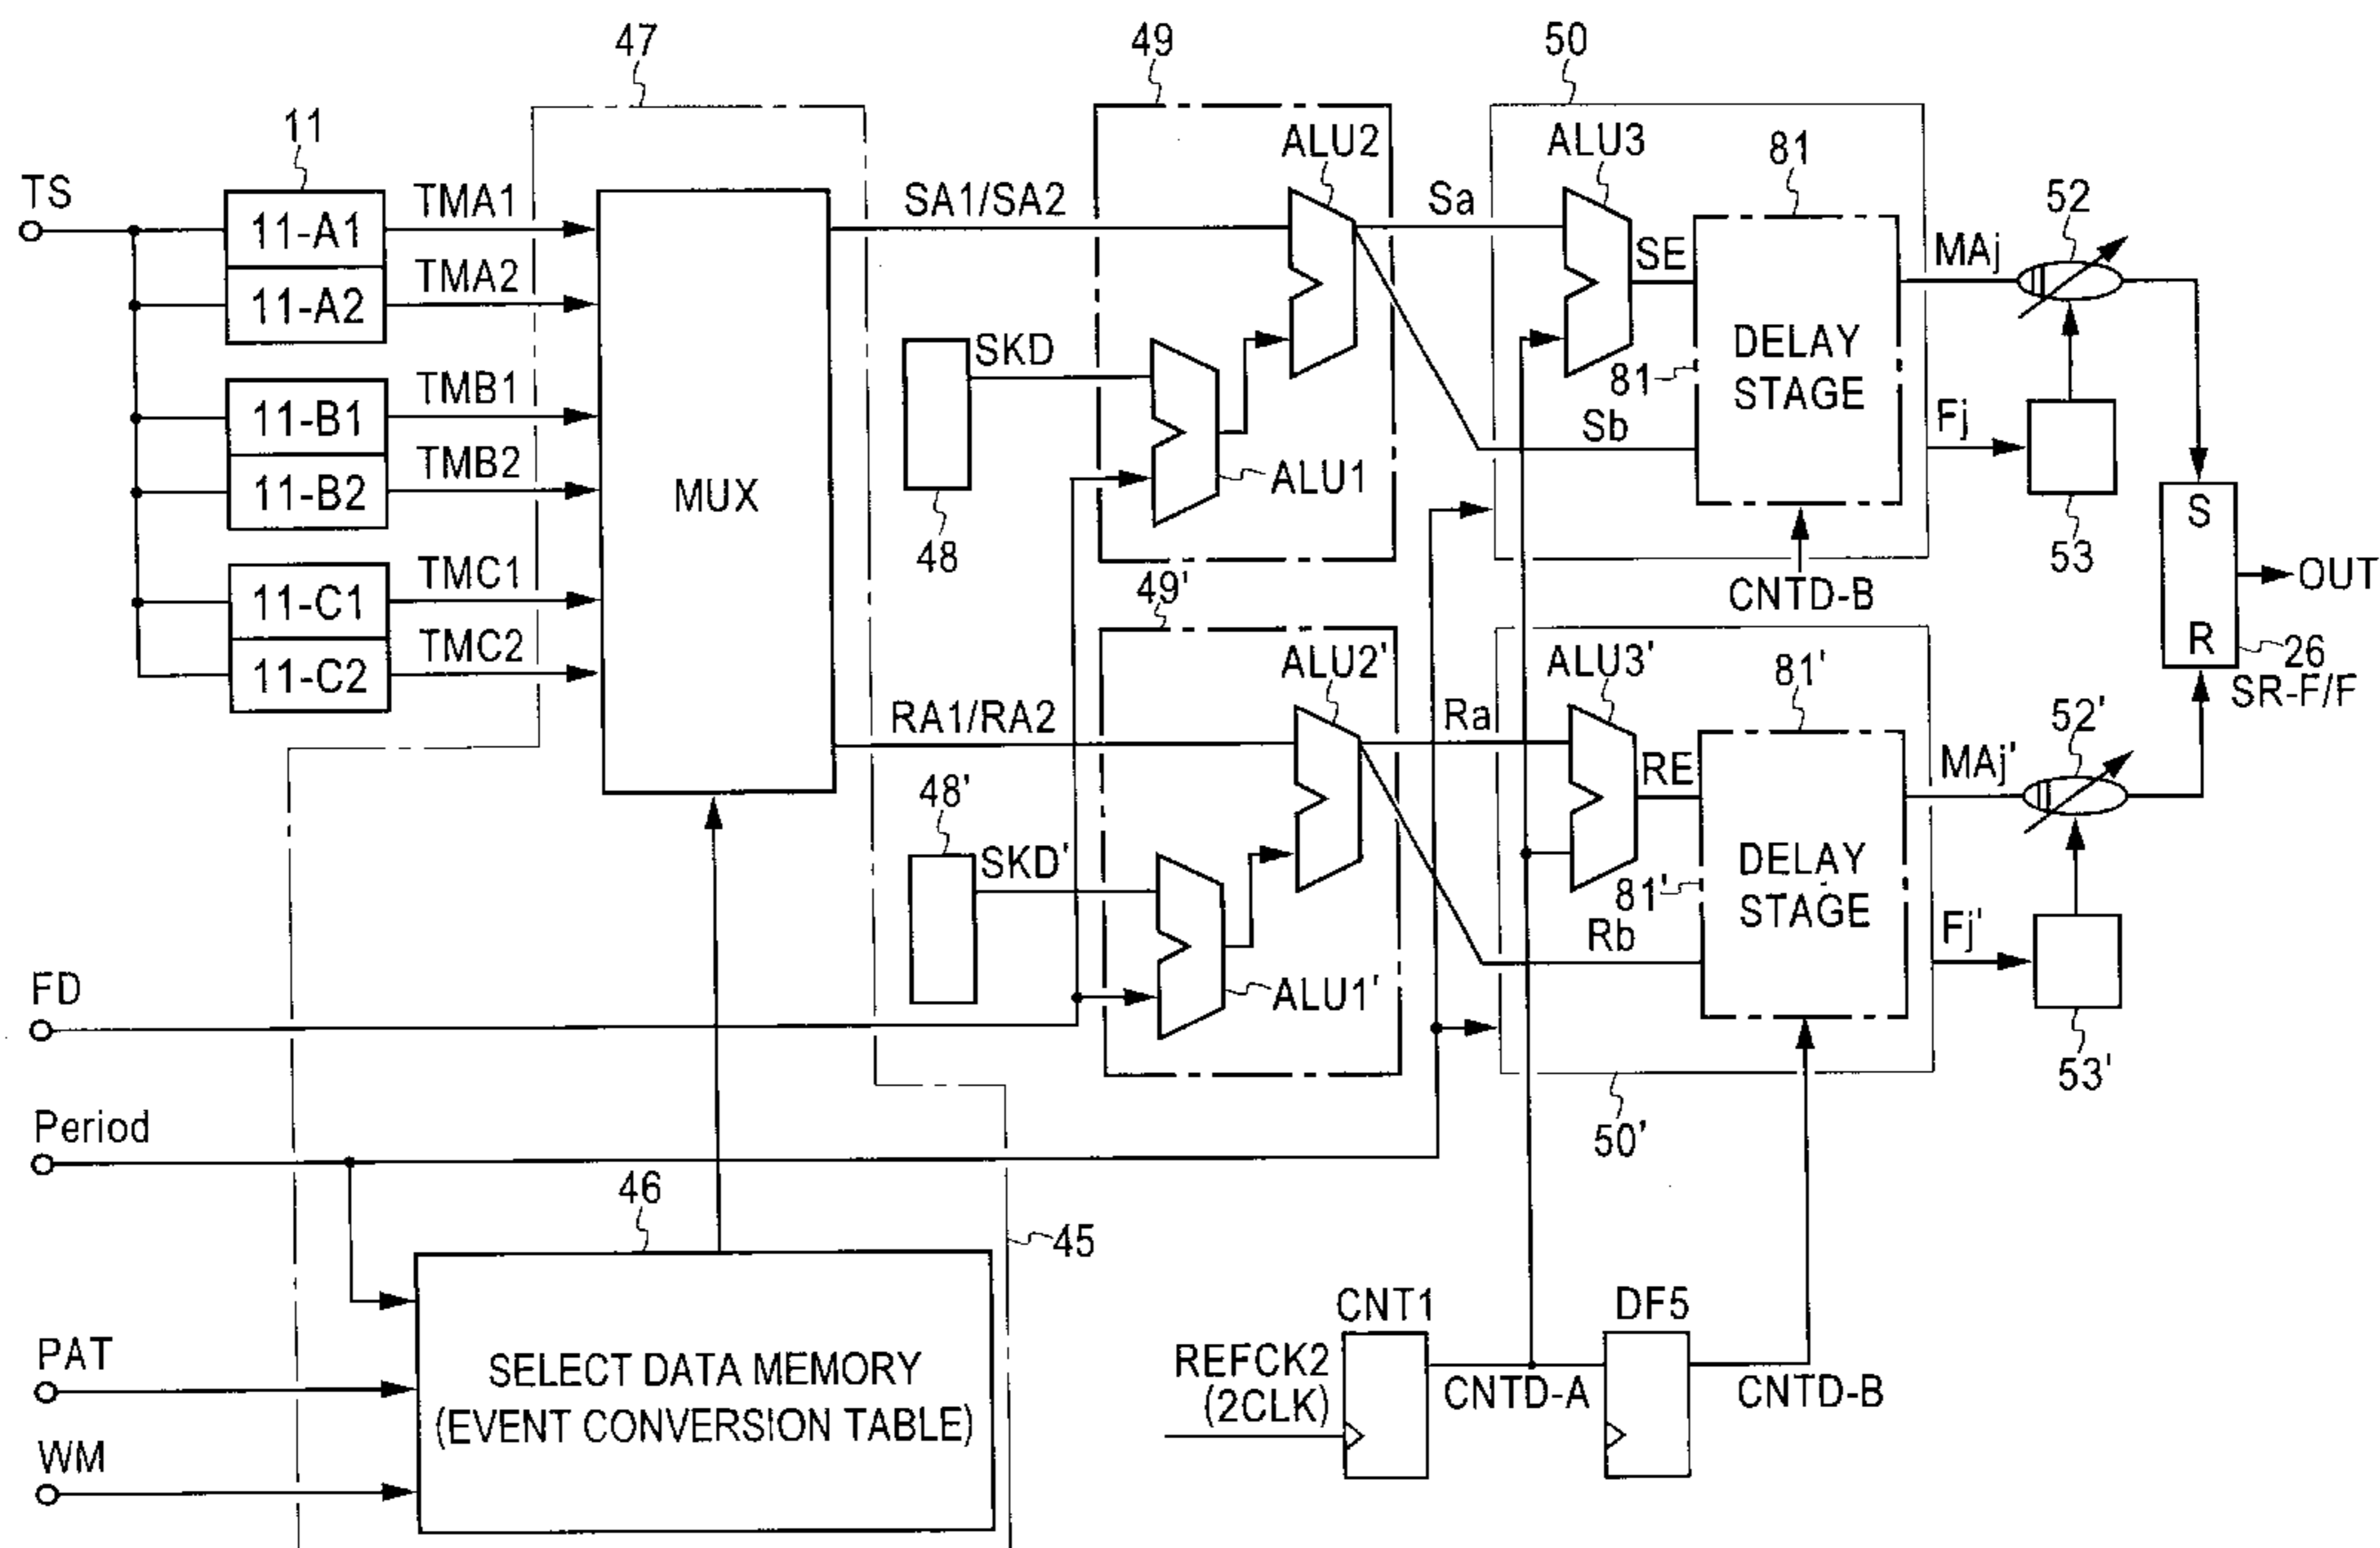 47
49
50
11
TS
11-A1
TMA1
11-A2
TMA2
11-B1
TMB1
11-B2
TMB2
11-C1
TMC1
11-C2
TMC2
MUX
SA1/SA2
SKD
48
ALU2
ALU1
Sa
Sb
ALU3
SE
81
81
DELAY
STAGE
MAj
52
Fj
53
CNTD-B
S
R
OUT
26
SR-F/F
49'
RA1/RA2
48'
SKD'
ALU2'
ALU1'
Ra
Rb
ALU3'
RE
81'
81'
DELAY
STAGE
MAj'
52'
Fj'
53'
50'
FD
Period
46
45
PAT
WM
SELECT DATA MEMORY
(EVENT CONVERSION TABLE)
REFCK2
(2CLK)
CNT1
CNTD-A
DF5
CNTD-B